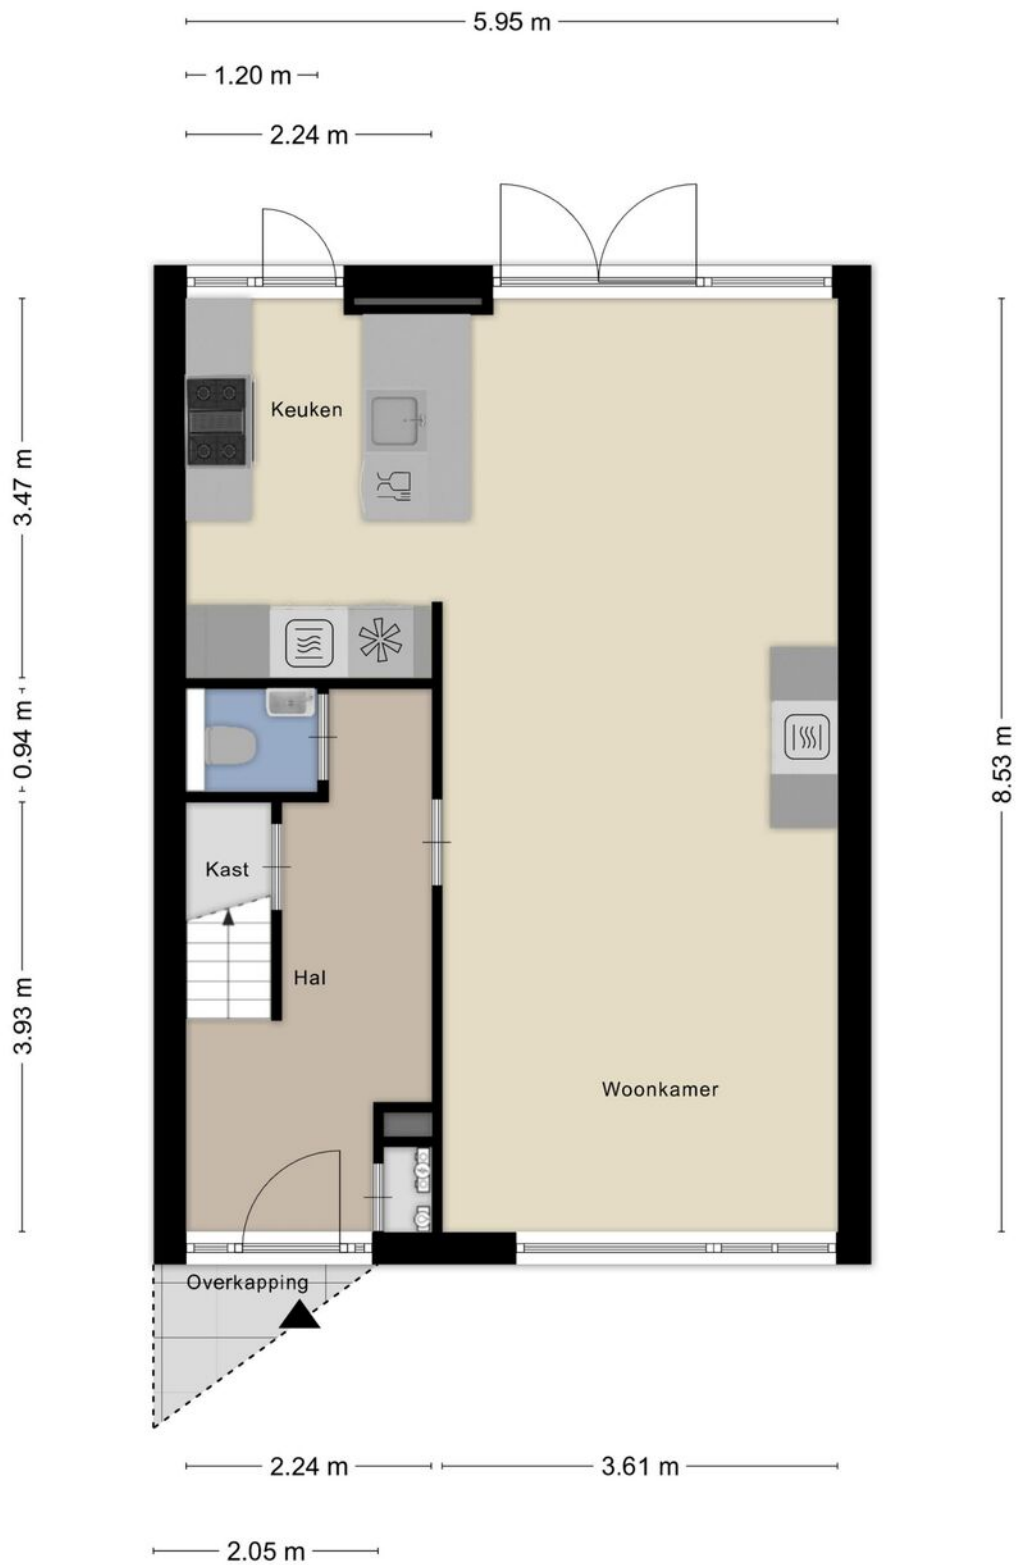 5.95 m
1.20 m
2.24 m
Keuken
3.47 m
0.94 m
8.53 m
Kast
Hal
3.93 m
Woonkamer
Overkapping
2.24 m
3.61 m
2.05 m